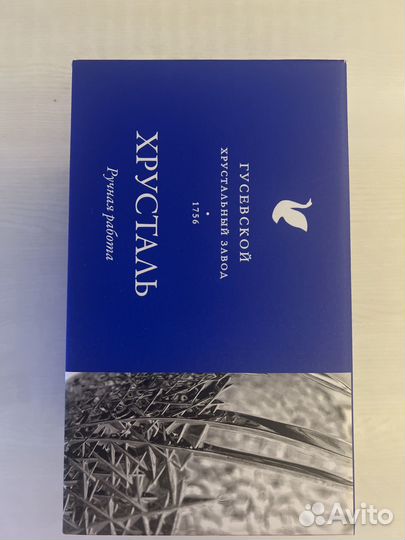 ГУСЕВСКОЙ
ХРУСТАЛЬНЫЙ ЗАВОД
1756
ХРУСТАЛЬ
Ручная работа
Avito